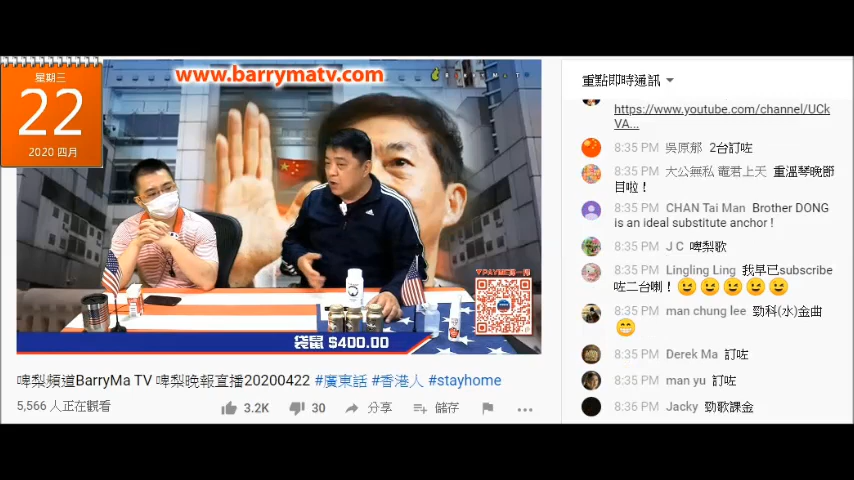 www.barrymatv.com
BARRYMATV
星期三
22
2020 四月
PAYME
袋鼠 $400.00
啤梨頻道BarryMa TV 啤梨晚報直播20200422 #廣東話 #香港人 #stayhome
5,566 人正在觀看
3.2K
30
分享
儲存
重點即時通訊
https://www.youtube.com/channel/UCk
VA...
8:35 PM 吳原郁 2台訂咗
8:35 PM 大公無私 竈君上天 重溫琴晚節
目啦！
8:35 PM CHAN Tai Man Brother DONG
is an ideal substitute anchor !
8:35 PM J C 啤梨歌
8:35 PM Lingling Ling 我早已subscribe
咗二台喇！😉😉😉😉😉
8:35 PM man chung lee 勁科(水)金曲
😁
8:35 PM Derek Ma 訂咗
8:35 PM man yu 訂咗
8:36 PM Jacky 勁歌課金